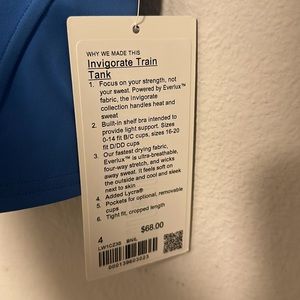 WHY WE MADE THIS
Invigorate Train
Tank
1. Focus on your strength, not
your sweat. Powered by Everlux™
fabric, the Invigorate
collection handles heat and
sweat
2. Built-in shelf bra intended to
provide light support. Sizes
0-14 fit B/C cups, sizes 16-20
fit D/DD cups
3. Our fastest drying fabric,
Everlux™ is ultra-breathable,
four-way stretch, and wicks
away sweat. It feels soft on
the outside and cool and sleek
next to skin
4. Added Lycra®
5. Pockets for optional, removable
cups
6. Tight fit, cropped length
4
$68.00